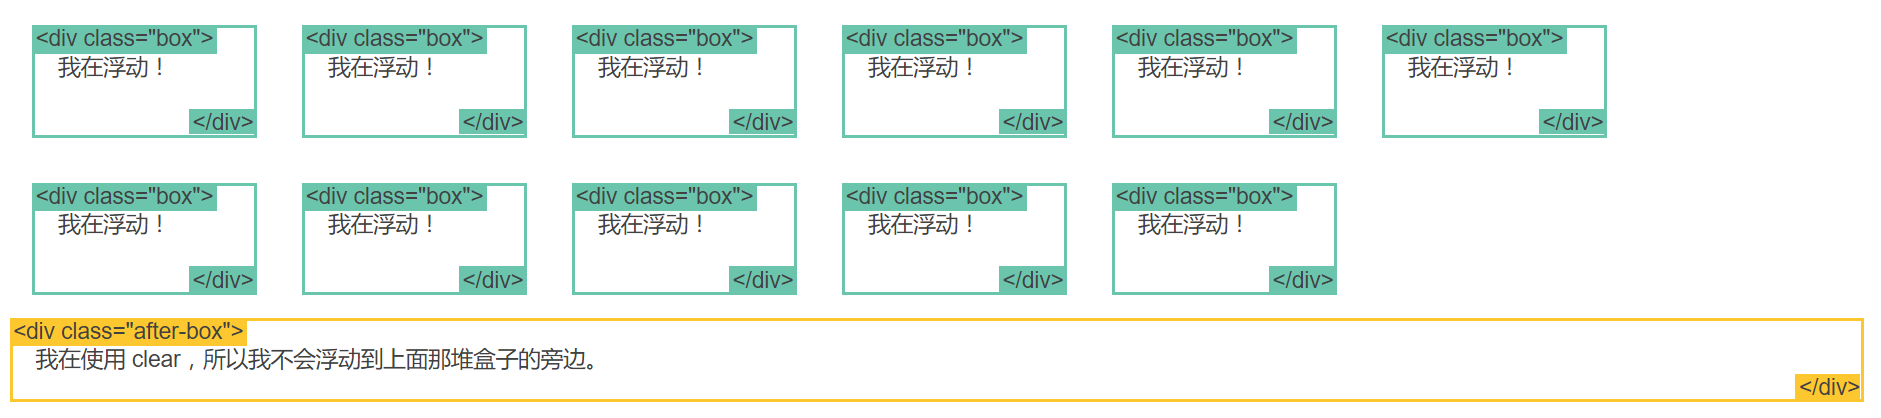 <div class="box"> <div class="box"> <div class="box"> <div class="box"> <div class="box"> <div class="box">
我在浮动！ 我在浮动！ 我在浮动！ 我在浮动！ 我在浮动！ 我在浮动！
</div> </div> </div> </div> </div> </div>
<div class="box"> <div class="box"> <div class="box"> <div class="box"> <div class="box">
我在浮动！ 我在浮动！ 我在浮动！ 我在浮动！ 我在浮动！
</div> </div> </div> </div> </div>
<div class="after-box">
我在使用 clear，所以我不会浮动到上面那堆盒子的旁边。
</div>